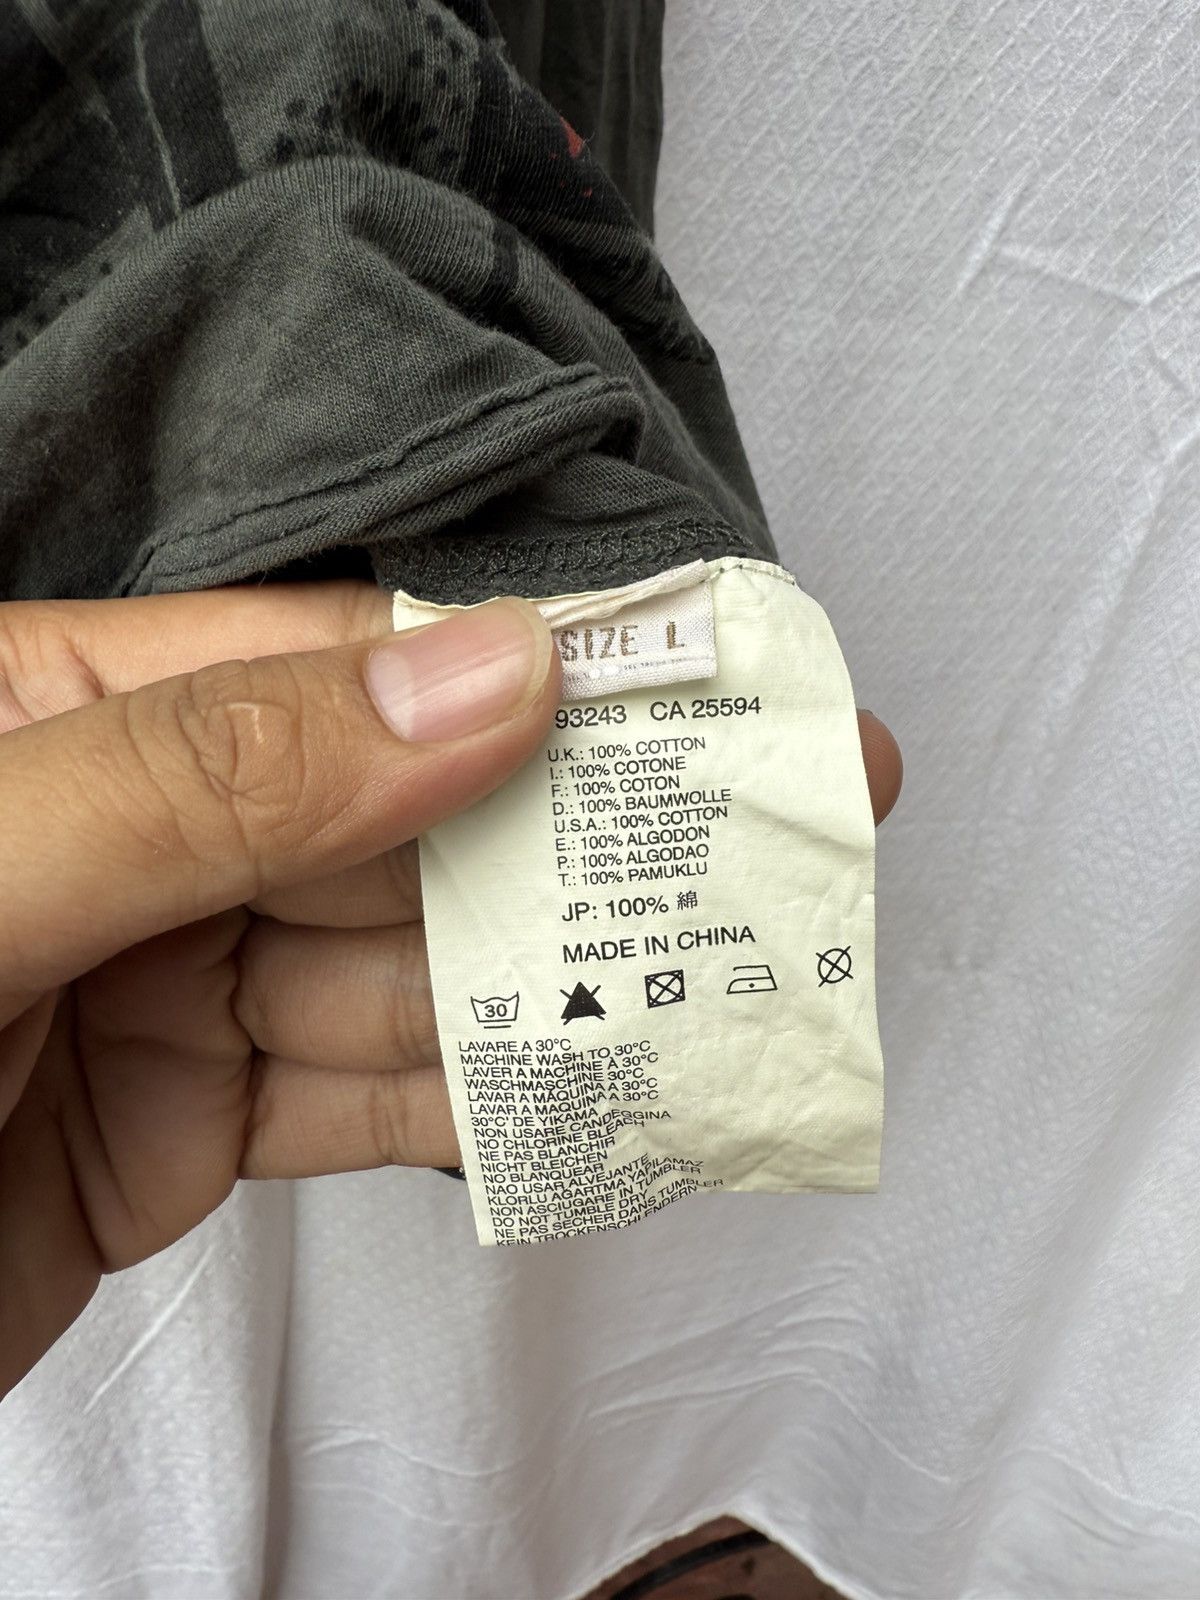 SIZE L
93243 CA 25594
U.K.: 100% COTTON
I.: 100% COTONE
F.: 100% COTON
D.: 100% BAUMWOLLE
U.S.A.: 100% COTTON
E.: 100% ALGODON
P.: 100% ALGODAO
T.: 100% PAMUKLU
JP: 100% 綿
MADE IN CHINA
30
LAVARE A 30°C
MACHINE WASH TO 30°C
LAVER A MACHINE À 30°C
WASCHMASCHINE 30°C
LAVAR A MÁQUINA A 30°C
LAVAR A MAQUINA A 30°C
30°C' DE YIKAMA
NON USARE CANDEGGINA
NO CHLORINE BLEACH
NE PAS BLANCHIR
NICHT BLEICHEN
NO BLANQUEAR
NAO USAR ALVEJANTE
KLORLU AGARTMA YAPILAMAZ
NON ASCIUGARE IN TUMBLER
DO NOT TUMBLE DRY
NE PAS SECHER DANS TUMBLER
KEIN TROCKENSCHLENDERN